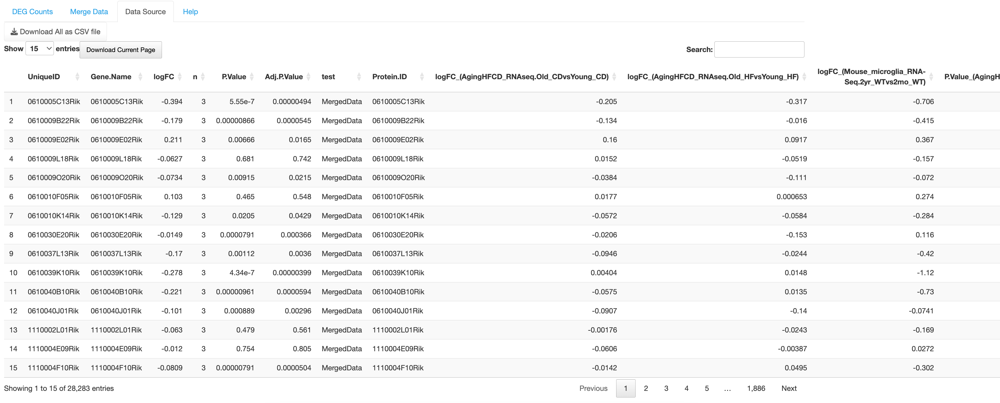 DEG Counts Merge Data Data Source Help
Download All as CSV file
Show 15 entries Download Current Page Search:
UniqueID Gene.Name logFC n P.Value Adj.P.Value test Protein.ID logFC_(AgingHFCD_RNAseq.Old_CDvsYoung_CD) logFC_(AgingHFCD_RNAseq.Old_HFvsYoung_HF) logFC_(Mouse_microglia_RNA-
Seq.2yr_WTvs2mo_WT) P.Value_(AgingH
1 0610005C13Rik 0610005C13Rik -0.394 3 5.55e-7 0.00000494 MergedData 0610005C13Rik -0.205 -0.317 -0.706
2 0610009B22Rik 0610009B22Rik -0.179 3 0.00000866 0.0000545 MergedData 0610009B22Rik -0.134 -0.016 -0.415
3 0610009E02Rik 0610009E02Rik 0.211 3 0.00666 0.0165 MergedData 0610009E02Rik 0.16 0.0917 0.367
4 0610009L18Rik 0610009L18Rik -0.0627 3 0.681 0.742 MergedData 0610009L18Rik 0.0152 -0.0519 -0.157
5 0610009O20Rik 0610009O20Rik -0.0734 3 0.00915 0.0215 MergedData 0610009O20Rik -0.0384 -0.111 -0.072
6 0610010F05Rik 0610010F05Rik 0.103 3 0.465 0.548 MergedData 0610010F05Rik 0.0177 0.000653 0.274
7 0610010K14Rik 0610010K14Rik -0.129 3 0.0205 0.0429 MergedData 0610010K14Rik -0.0572 -0.0584 -0.284
8 0610030E20Rik 0610030E20Rik -0.0149 3 0.0000791 0.000366 MergedData 0610030E20Rik -0.0206 -0.153 0.116
9 0610037L13Rik 0610037L13Rik -0.17 3 0.00112 0.0036 MergedData 0610037L13Rik -0.0946 -0.0244 -0.42
10 0610039K10Rik 0610039K10Rik -0.278 3 4.34e-7 0.00000399 MergedData 0610039K10Rik 0.00404 0.0148 -1.12
11 0610040B10Rik 0610040B10Rik -0.221 3 0.00000961 0.0000594 MergedData 0610040B10Rik -0.0575 0.0135 -0.73
12 0610040J01Rik 0610040J01Rik -0.101 3 0.000889 0.00296 MergedData 0610040J01Rik -0.0907 -0.14 -0.0741
13 1110002L01Rik 1110002L01Rik -0.063 3 0.479 0.561 MergedData 1110002L01Rik -0.00176 -0.0243 -0.169
14 1110004E09Rik 1110004E09Rik -0.012 3 0.754 0.805 MergedData 1110004E09Rik -0.0606 -0.00387 0.0272
15 1110004F10Rik 1110004F10Rik -0.0809 3 0.00000791 0.0000504 MergedData 1110004F10Rik -0.0142 0.0495 -0.302
Showing 1 to 15 of 28,283 entries Previous 1 2 3 4 5 … 1,886 Next